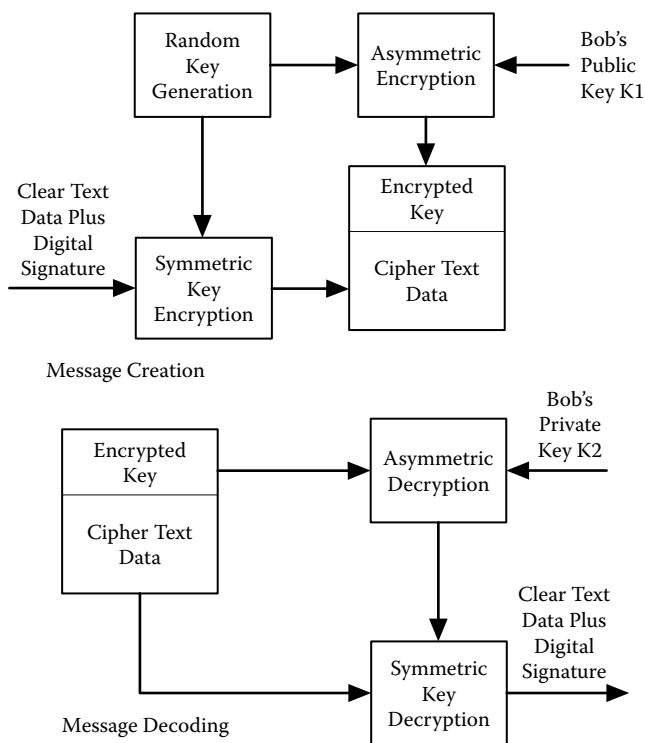 Random
Key
Generation
Asymmetric
Encryption
Bob's
Public
Key K1
Clear Text
Data Plus
Digital
Signature
Symmetric
Key
Encryption
Encrypted
Key
Cipher Text
Data
Message Creation
Encrypted
Key
Cipher Text
Data
Asymmetric
Decryption
Bob's
Private
Key K2
Symmetric
Key
Decryption
Clear Text
Data Plus
Digital
Signature
Message Decoding